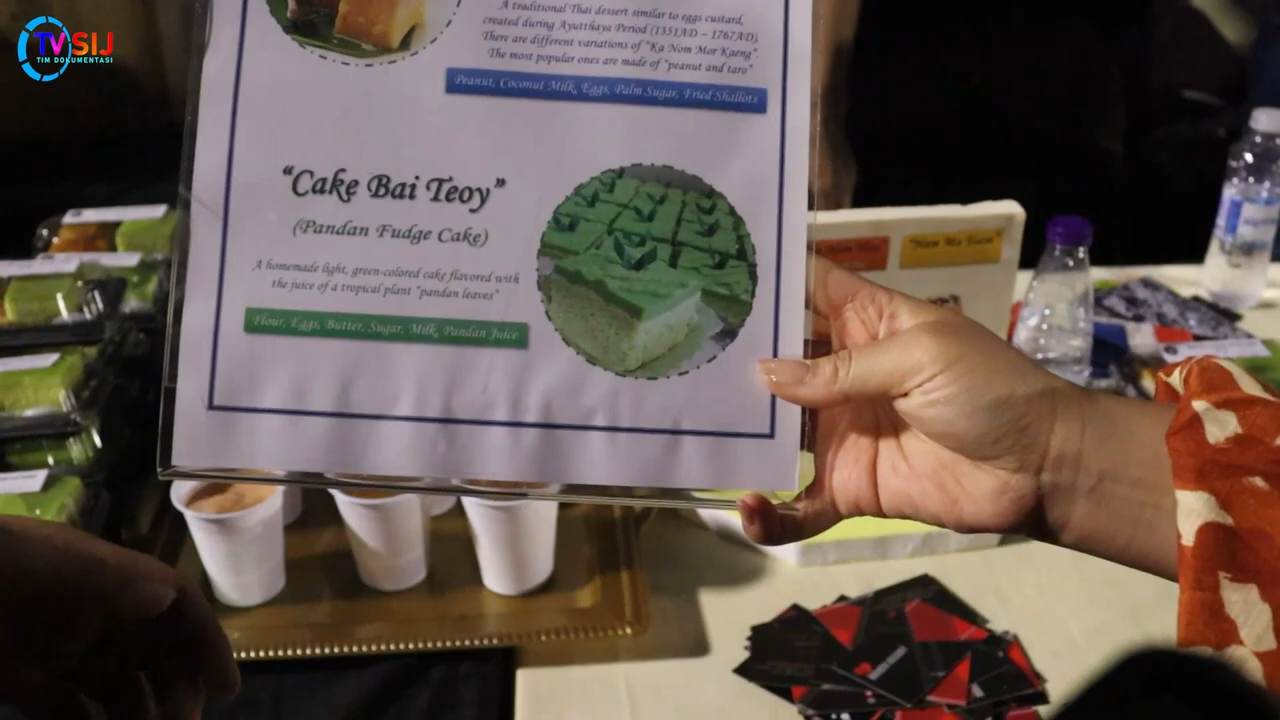 TVSIJ
TIM DOKUMENTASI
A traditional Thai dessert similar to eggs custard,
created during Ayutthaya Period (1351AD – 1767AD).
There are different variations of "Ka Nom Mor Kaeng".
The most popular ones are made of "peanut and taro"
Peanut, Coconut Milk, Eggs, Palm Sugar, Fried Shallots
"Cake Bai Teoy"
(Pandan Fudge Cake)
A homemade light, green-colored cake flavored with
the juice of a tropical plant "pandan leaves"
Flour, Eggs, Butter, Sugar, Milk, Pandan Juice